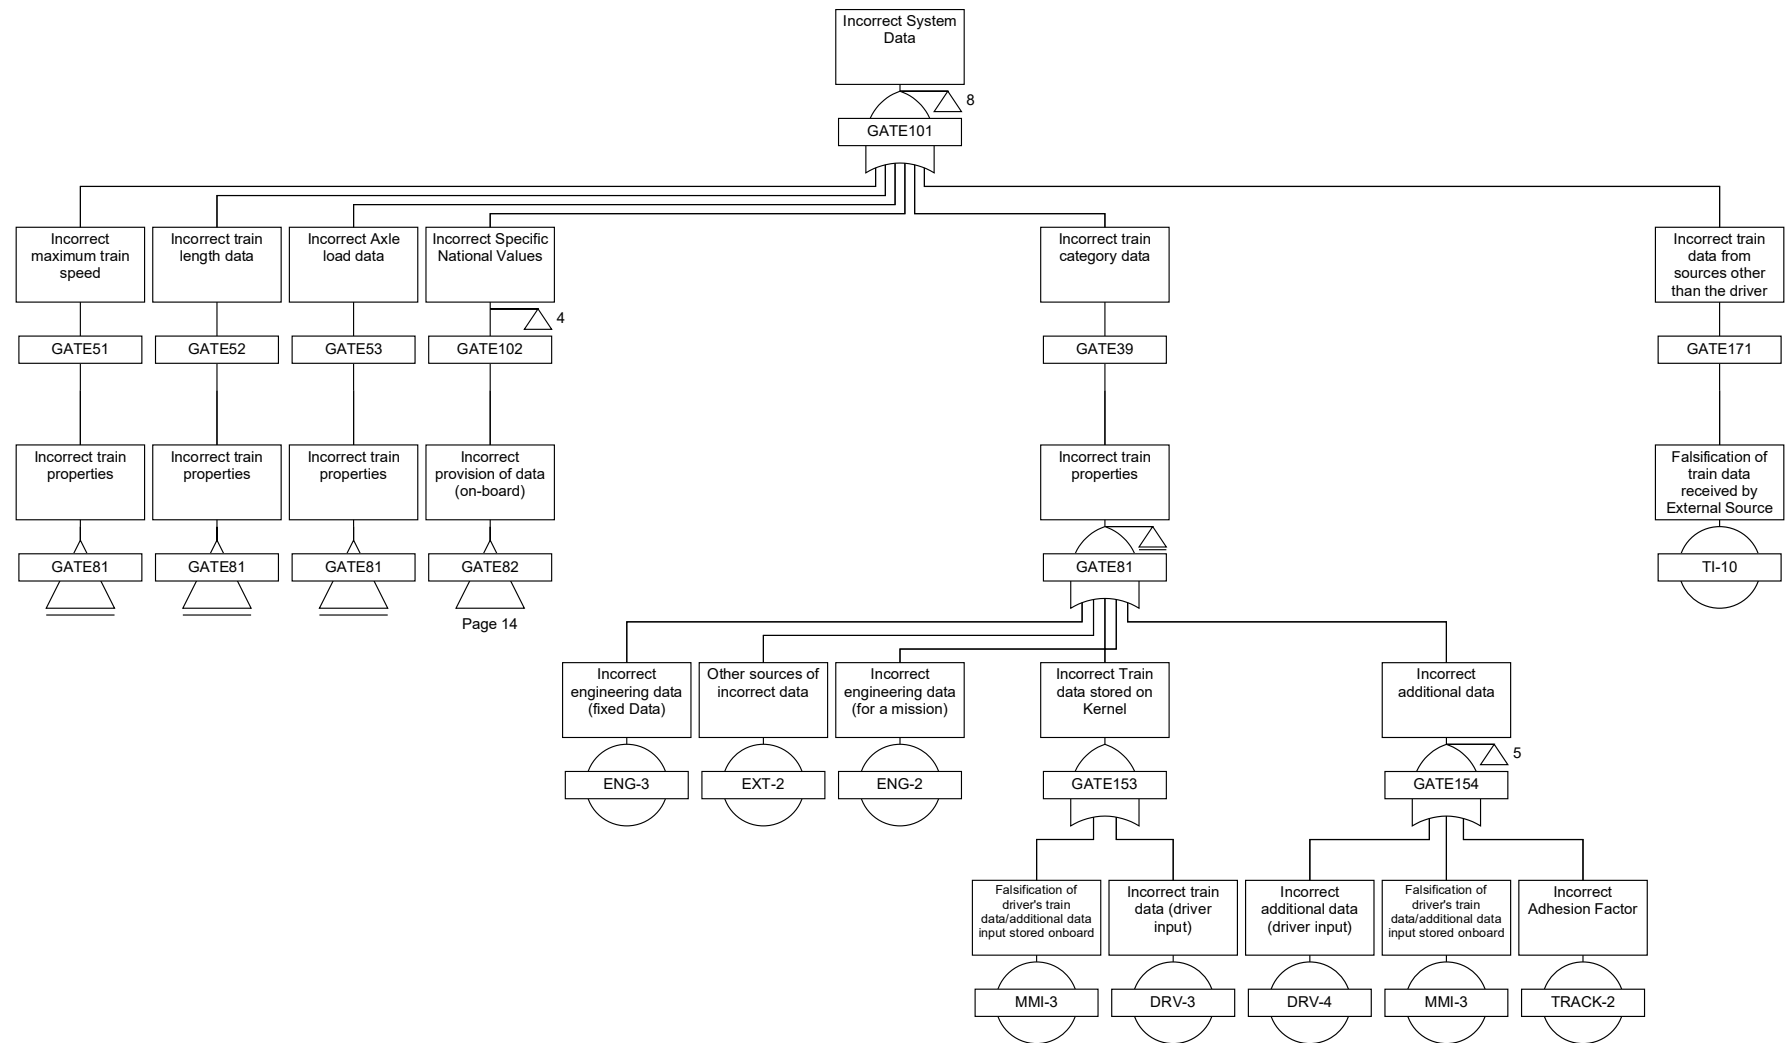 Incorrect System
Data
8
GATE101
Incorrect
maximum train
speed
Incorrect train
length data
Incorrect Axle
load data
Incorrect Specific
National Values
Incorrect train
category data
Incorrect train
data from
sources other
than the driver
4
GATE51
GATE52
GATE53
GATE102
GATE39
GATE171
Incorrect train
properties
Incorrect train
properties
Incorrect train
properties
Incorrect
provision of data
(on-board)
Incorrect train
properties
Falsification of
train data
received by
External Source
GATE81
GATE81
GATE81
GATE82
GATE81
TI-10
Page 14
Incorrect
engineering data
(fixed Data)
Other sources of
incorrect data
Incorrect
engineering data
(for a mission)
Incorrect Train
data stored on
Kernel
Incorrect
additional data
5
ENG-3
EXT-2
ENG-2
GATE153
GATE154
Falsification of
driver's train
data/additional data
input stored onboard
Incorrect train
data (driver
input)
Incorrect
additional data
(driver input)
Falsification of
driver's train
data/additional data
input stored onboard
Incorrect
Adhesion Factor
MMI-3
DRV-3
DRV-4
MMI-3
TRACK-2